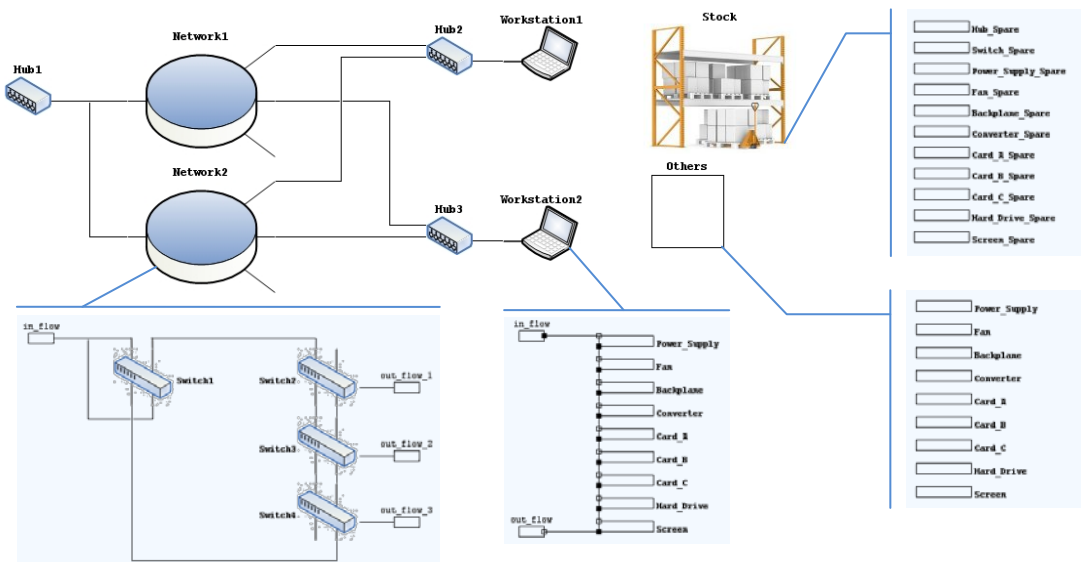 Network1
Hub1
Hub2
Workstation1
Stock
Hub_Spare
Switch_Spare
Power_Supply_Spare
Fan_Spare
Backplane_Spare
Converter_Spare
Card_A_Spare
Card_B_Spare
Card_C_Spare
Hard_Drive_Spare
Screen_Spare
Network2
Hub3
Workstation2
Others
in_flow
Switch1
Switch2
out_flow_1
Switch3
out_flow_2
Switch4
out_flow_3
in_flow
Power_Supply
Fan
Backplane
Converter
Card_A
Card_B
Card_C
Hard_Drive
out_flow
Screen
Power_Supply
Fan
Backplane
Converter
Card_A
Card_B
Card_C
Hard_Drive
Screen